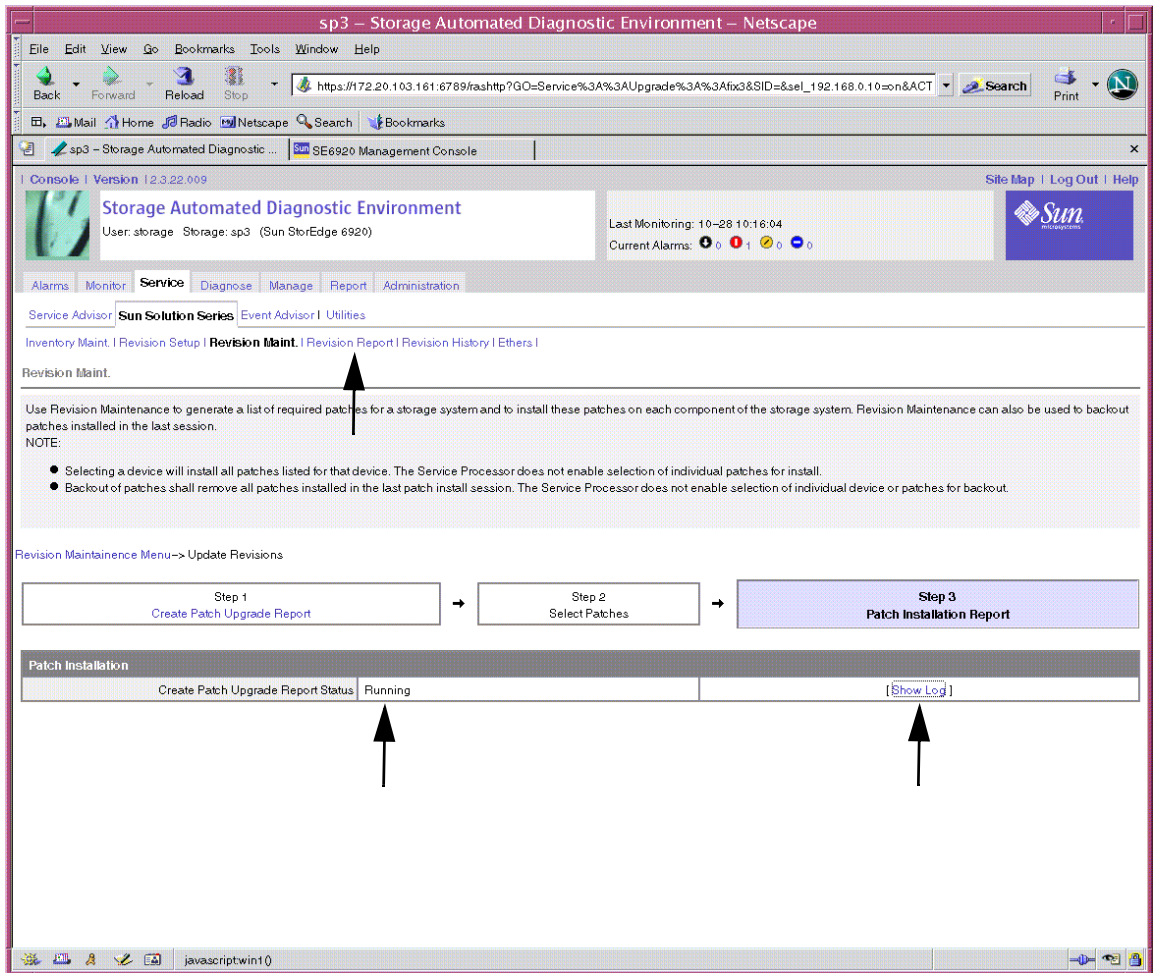 sp3 – Storage Automated Diagnostic Environment – Netscape
File Edit View Go Bookmarks Tools Window Help
Back Forward Reload Stop https://172.20.103.161:6789/rashttp?GO=Service%3A%3AUpgrade%3A%3Afix3&SID=&sel_192.168.0.10=on&ACT Search Print N
Mail Home Radio Netscape Search Bookmarks
sp3 – Storage Automated Diagnostic ... Sun SE6920 Management Console x
| Console | Version | 2.3.22.009 Site Map | Log Out | Help
Storage Automated Diagnostic Environment
User: storage Storage: sp3 (Sun StorEdge 6920)
Last Monitoring: 10–28 10:16:04
Current Alarms: 0 1 0 0
Sun
microsystems
Alarms Monitor Service Diagnose Manage Report Administration
Service Advisor Sun Solution Series Event Advisor | Utilities
Inventory Maint. | Revision Setup | Revision Maint. | Revision Report | Revision History | Ethers |
Revision Maint.
Use Revision Maintenance to generate a list of required patches for a storage system and to install these patches on each component of the storage system. Revision Maintenance can also be used to backout
patches installed in the last session.
NOTE:
● Selecting a device will install all patches listed for that device. The Service Processor does not enable selection of individual patches for install.
● Backout of patches shall remove all patches installed in the last patch install session. The Service Processor does not enable selection of individual device or patches for backout.
Revision Maintainence Menu–> Update Revisions
Step 1
Create Patch Upgrade Report
Step 2
Select Patches
Step 3
Patch Installation Report
Patch Installation
Create Patch Upgrade Report Status Running [ Show Log ]
javascript:win1()